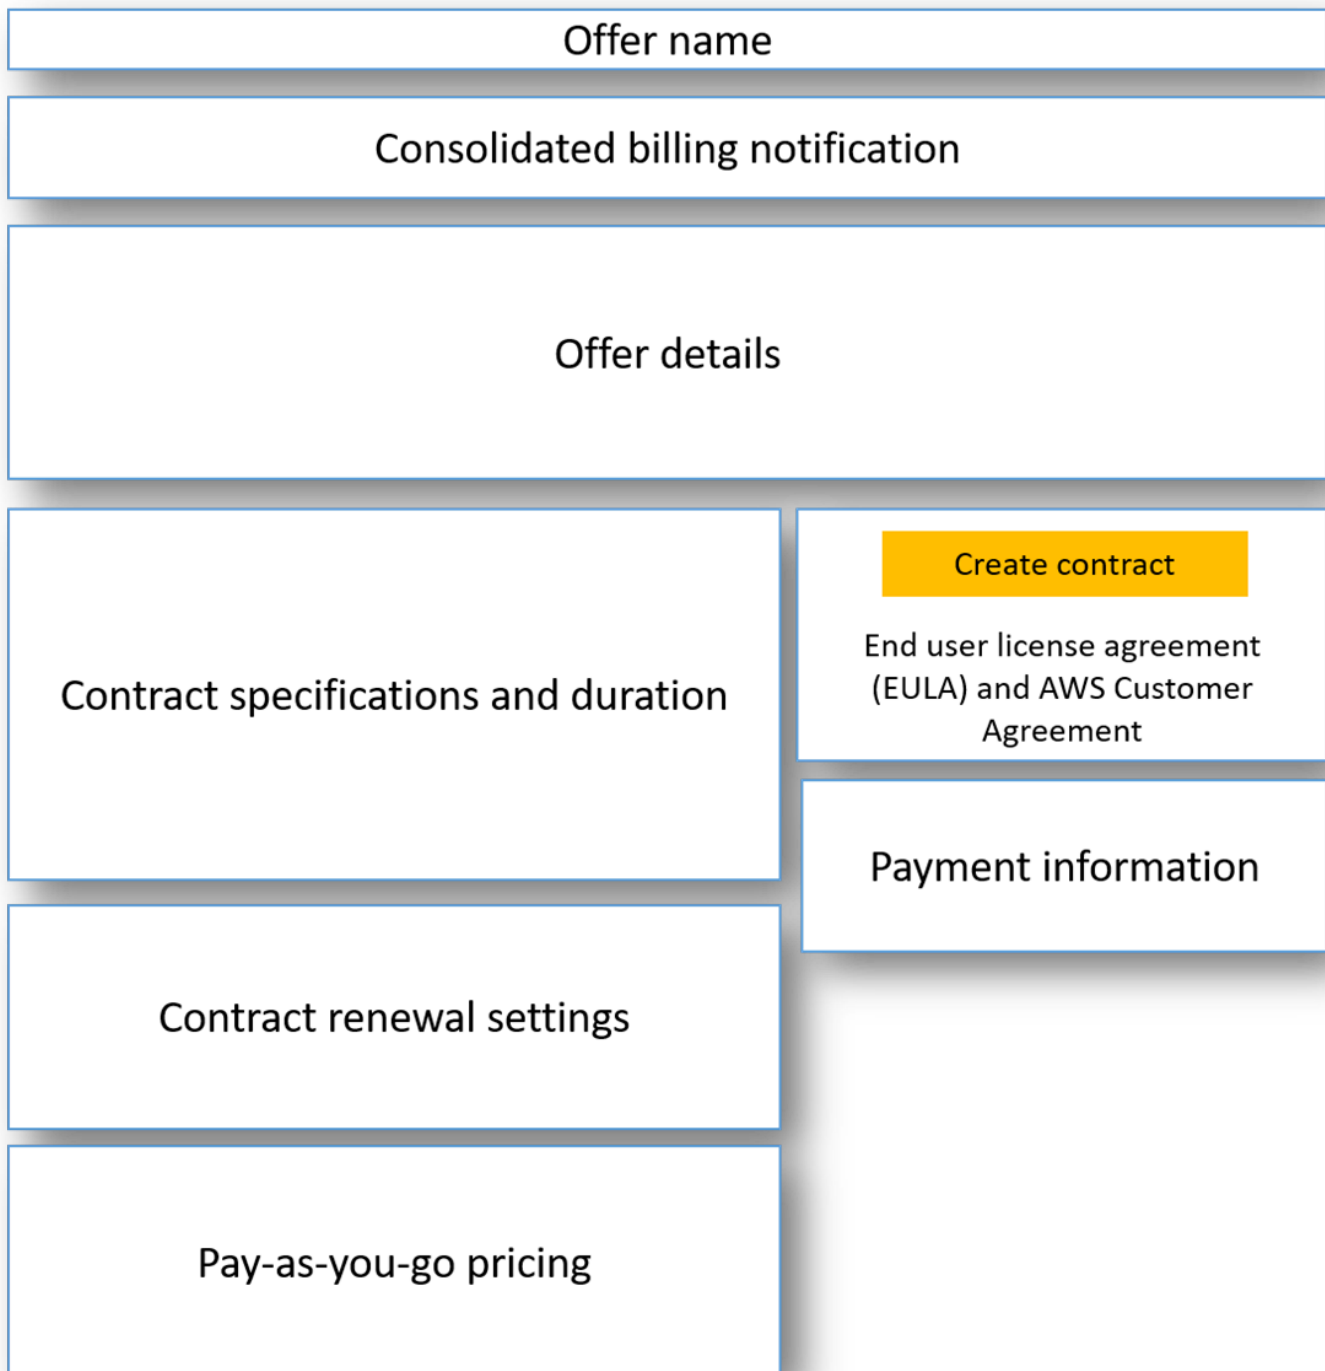 Offer name
Consolidated billing notification
Offer details
Contract specifications and duration
Create contract
End user license agreement
(EULA) and AWS Customer
Agreement
Payment information
Contract renewal settings
Pay-as-you-go pricing